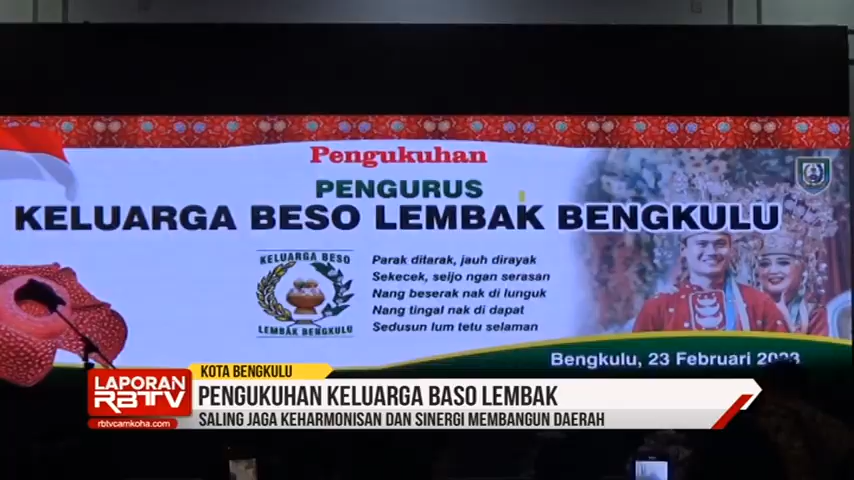 Pengukuhan
PENGURUS
KELUARGA BESO LEMBAK BENGKULU
KELUARGA BESO
LEMBAK BENGKULU
Parak ditarak, jauh dirayak
Sekecek, seijo ngan serasan
Nang beserak nak di lunguk
Nang tingal nak di dapat
Sedusun lum tetu selaman
Bengkulu, 23 Februari 2023
KOTA BENGKULU
LAPORAN
RBTV
rbtvcamkoha.com
PENGUKUHAN KELUARGA BASO LEMBAK
SALING JAGA KEHARMONISAN DAN SINERGI MEMBANGUN DAERAH